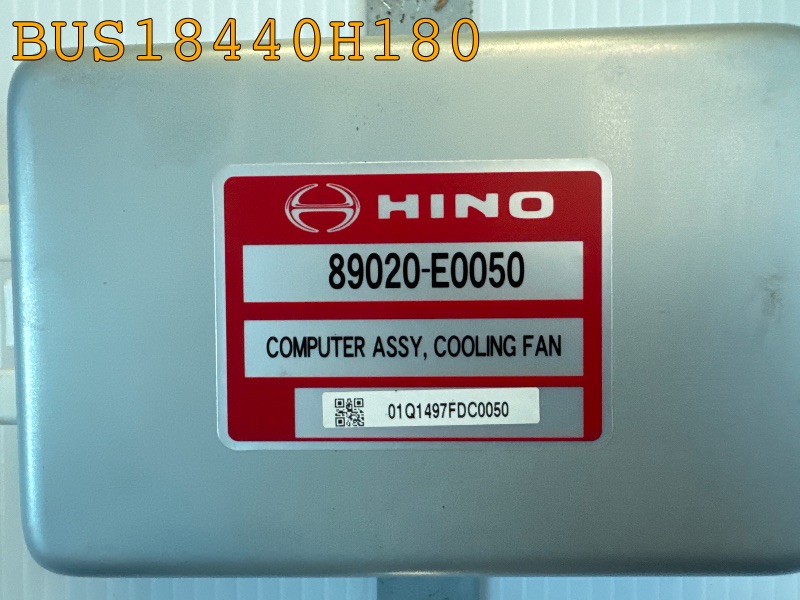 BUS18440H180
HINO
89020-E0050
COMPUTER ASSY, COOLING FAN
01Q1497FDC0050